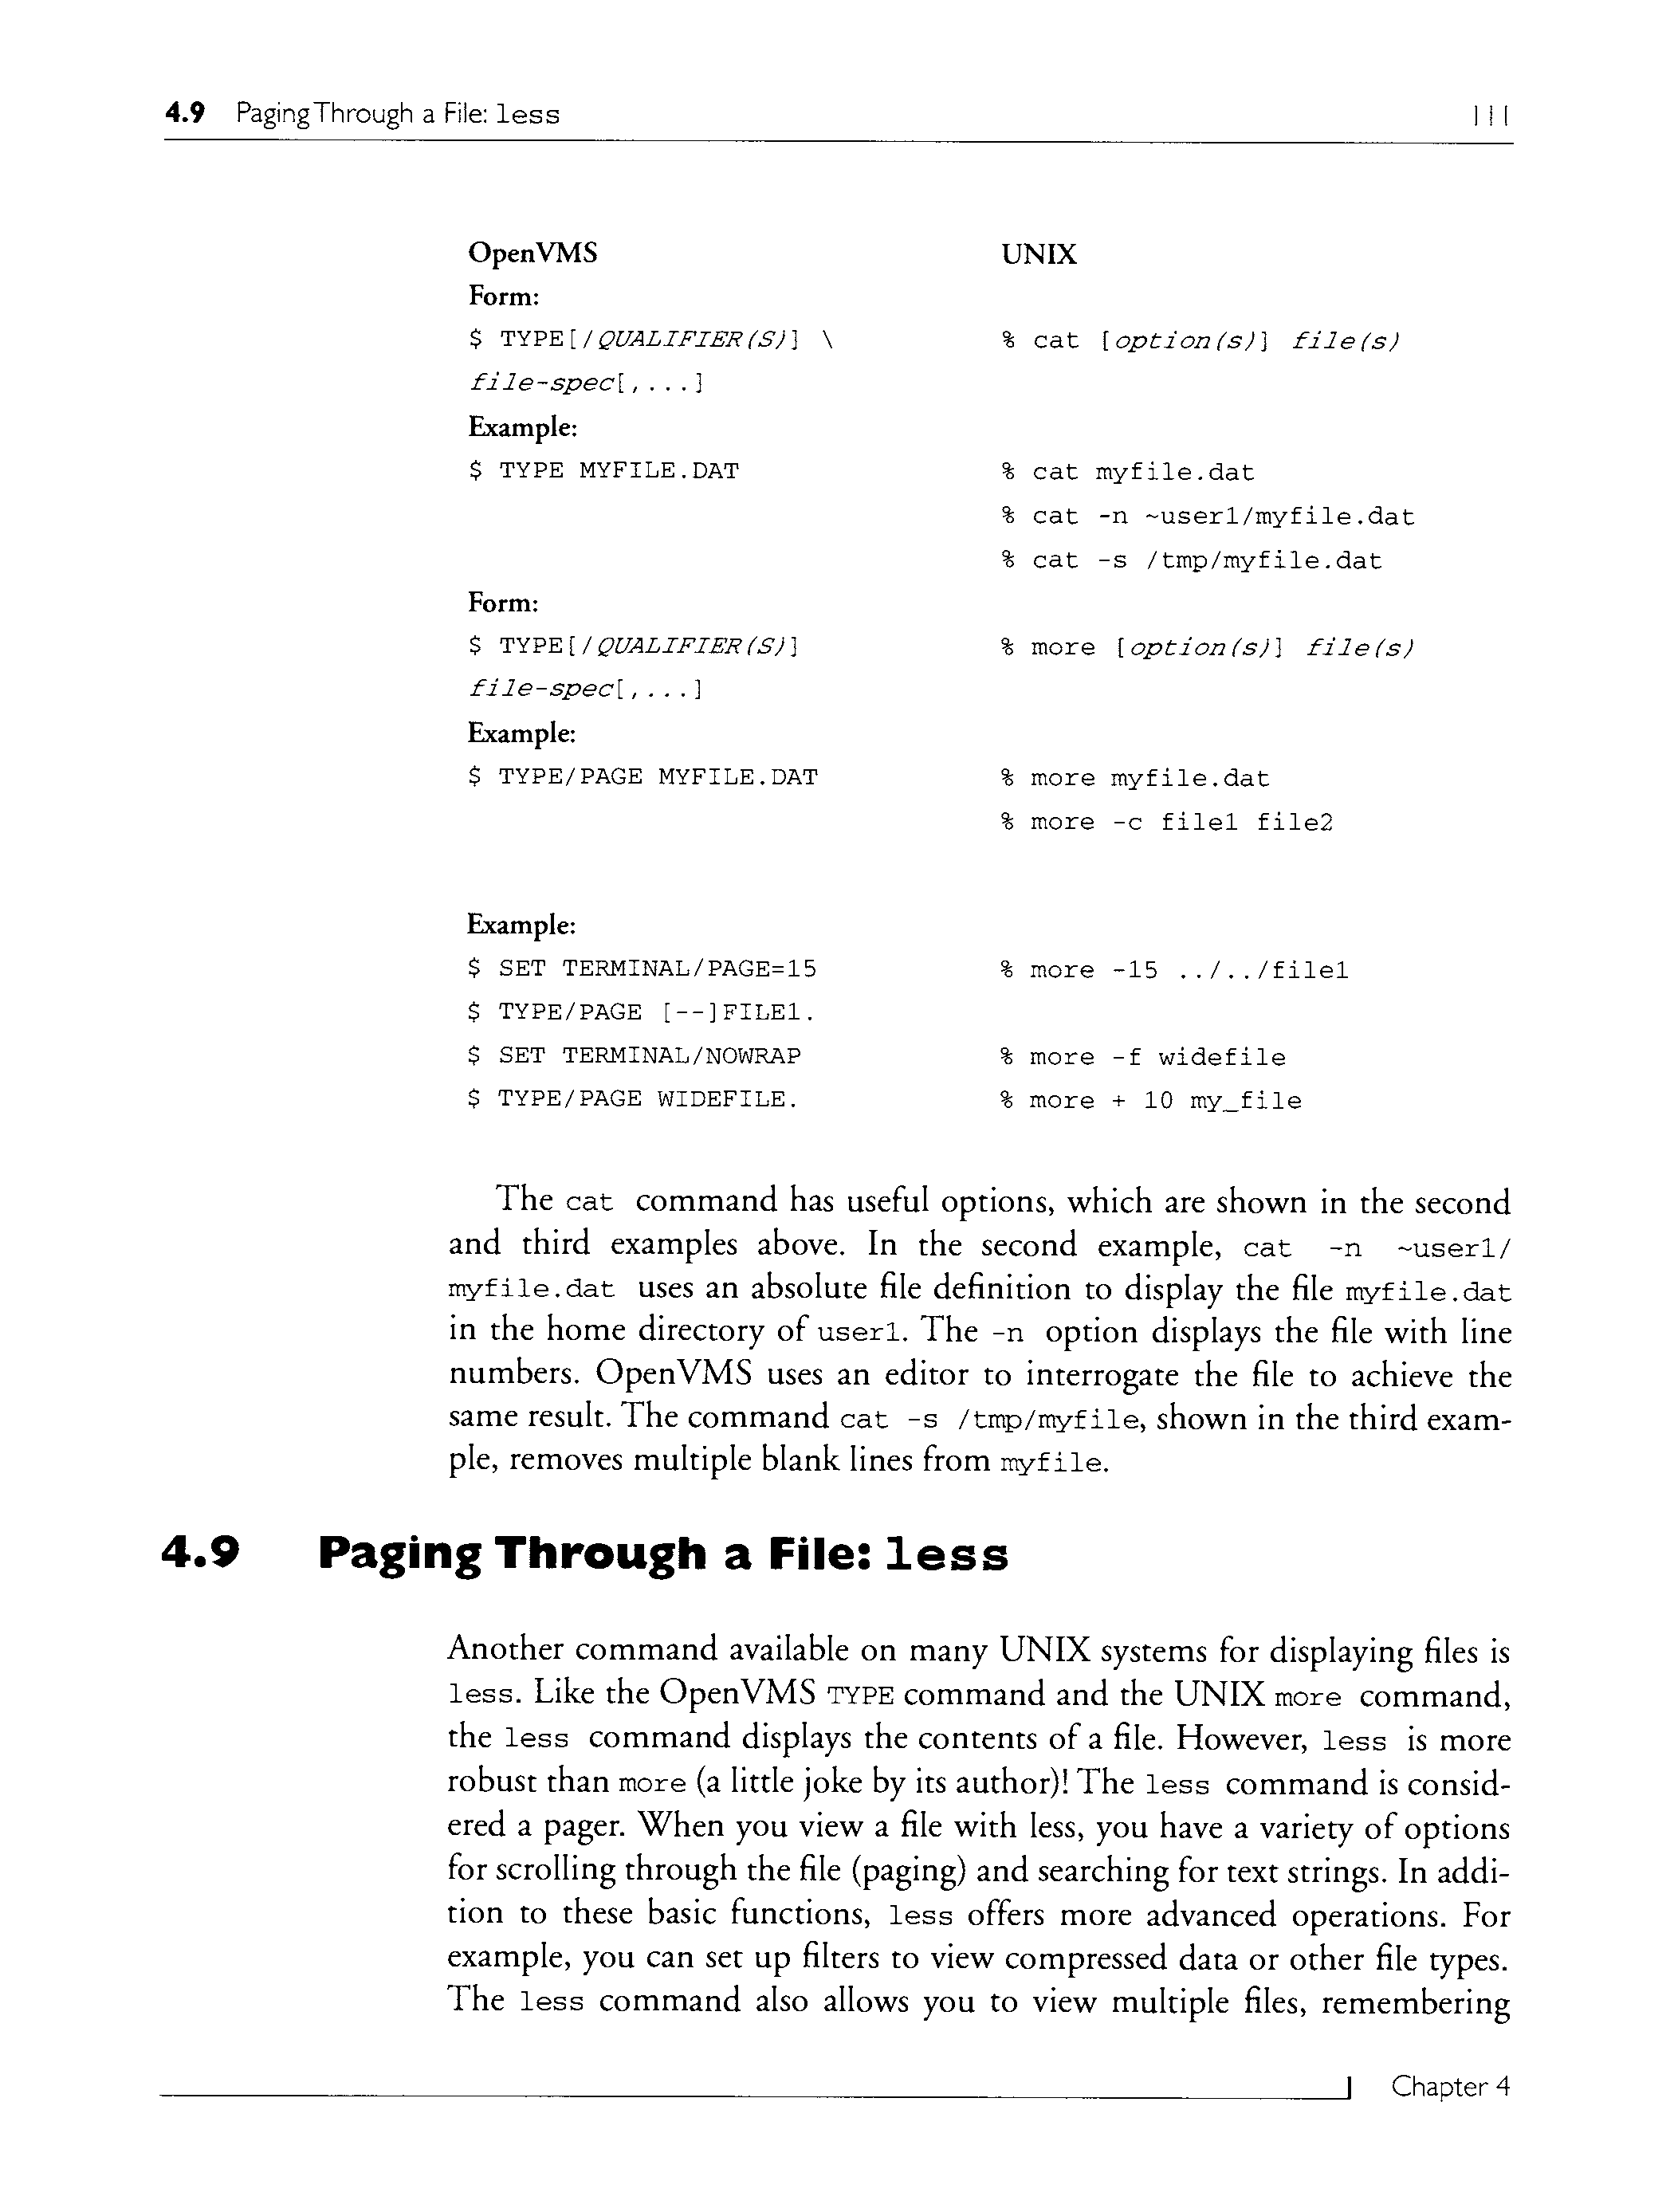 4.9 Paging Through a File: less 111
OpenVMS UNIX
Form:
$ TYPE[/QUALIFIER(S)] \ % cat [option(s)] file(s)
file-spec[,...]
Example:
$ TYPE MYFILE.DAT % cat myfile.dat
% cat -n ~user1/myfile.dat
% cat -s /tmp/myfile.dat
Form:
$ TYPE[/QUALIFIER(S)] % more [option(s)] file(s)
file-spec[,...]
Example:
$ TYPE/PAGE MYFILE.DAT % more myfile.dat
% more -c file1 file2
Example:
$ SET TERMINAL/PAGE=15 % more -15 ../../file1
$ TYPE/PAGE [--]FILE1.
$ SET TERMINAL/NOWRAP % more -f widefile
$ TYPE/PAGE WIDEFILE. % more + 10 my_file
The cat command has useful options, which are shown in the second
and third examples above. In the second example, cat -n ~user1/
myfile.dat uses an absolute file definition to display the file myfile.dat
in the home directory of user1. The -n option displays the file with line
numbers. OpenVMS uses an editor to interrogate the file to achieve the
same result. The command cat -s /tmp/myfile, shown in the third exam-
ple, removes multiple blank lines from myfile.
4.9 Paging Through a File: less
Another command available on many UNIX systems for displaying files is
less. Like the OpenVMS TYPE command and the UNIX more command,
the less command displays the contents of a file. However, less is more
robust than more (a little joke by its author)! The less command is consid-
ered a pager. When you view a file with less, you have a variety of options
for scrolling through the file (paging) and searching for text strings. In addi-
tion to these basic functions, less offers more advanced operations. For
example, you can set up filters to view compressed data or other file types.
The less command also allows you to view multiple files, remembering
Chapter 4